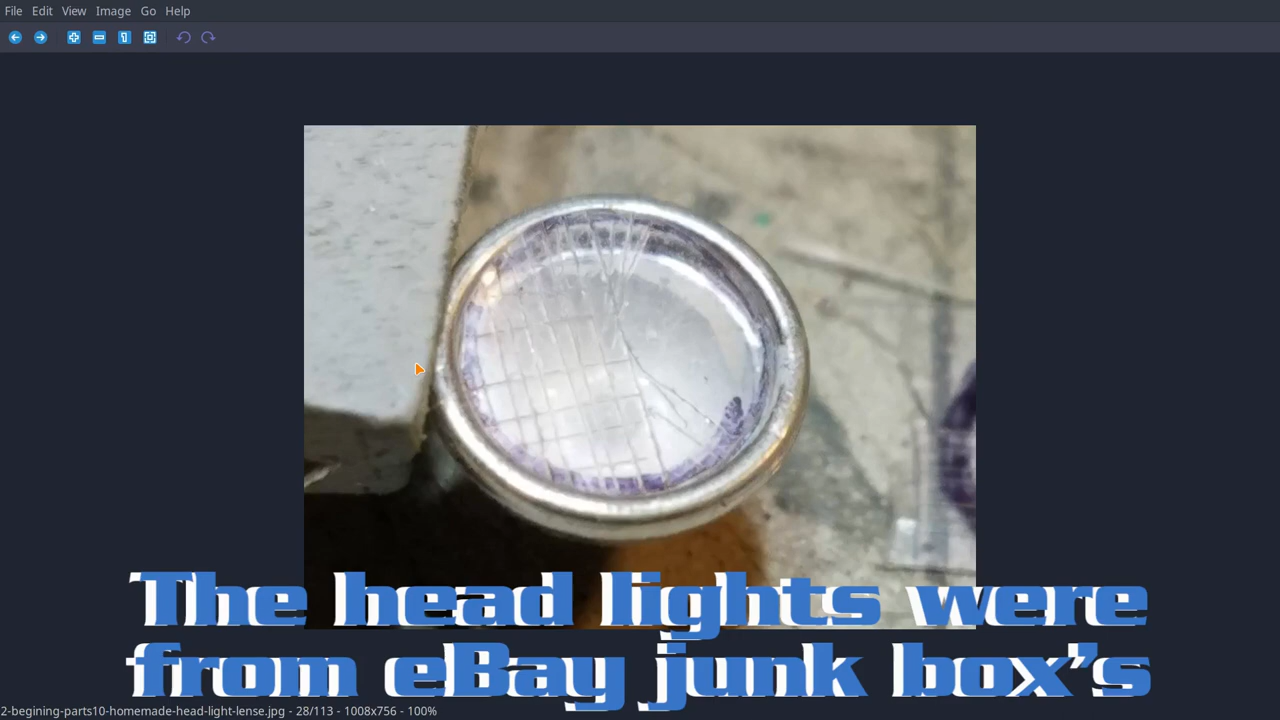 File Edit View Image Go Help
The head lights were
from eBay junk box's
2-begining-parts10-homemade-head-light-lense.jpg - 28/113 - 1008x756 - 100%